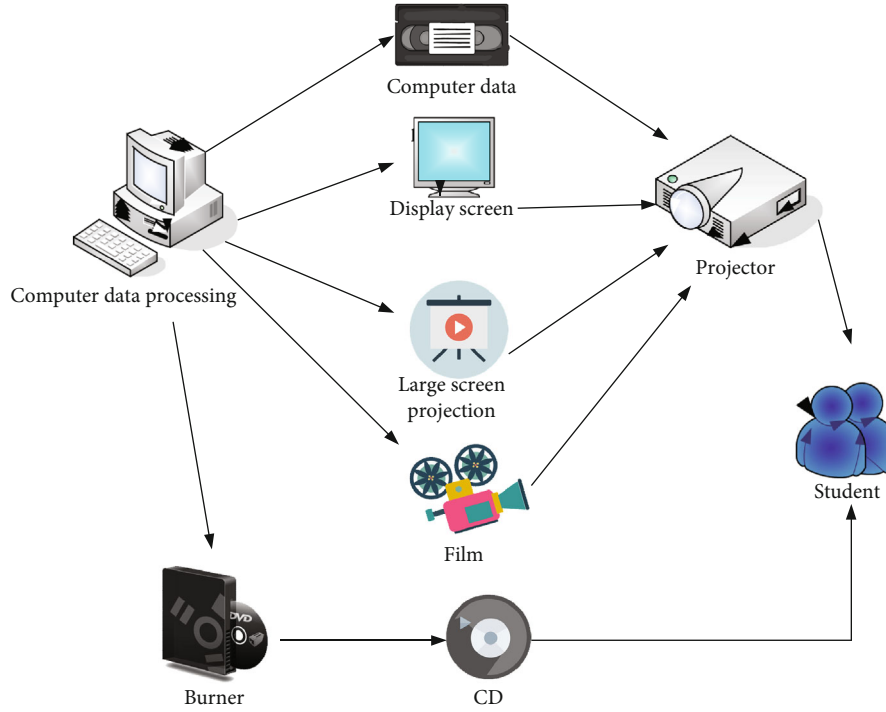 Computer data
Display screen
Projector
Computer data processing
Large screen
projection
Student
Film
DVD
Burner
CD